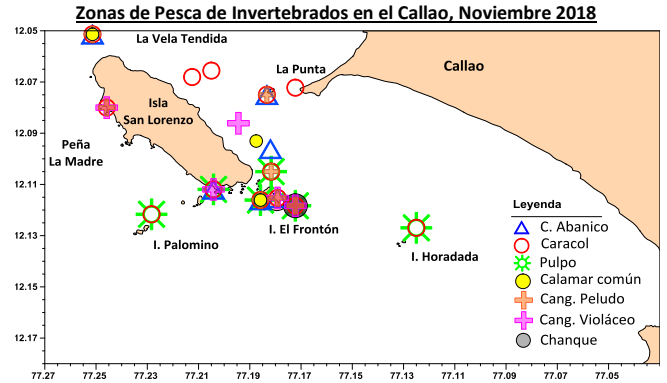 Zonas de Pesca de Invertebrados en el Callao, Noviembre 2018
12.05
La Vela Tendida
La Punta
Callao
12.07
Isla
San Lorenzo
12.09
Peña
La Madre
12.11
Leyenda
C. Abanico
I. El Frontón
Caracol
12.13
I. Palomino
I. Horadada
Pulpo
Calamar común
12.15
Cang. Peludo
Cang. Violáceo
12.17
Chanque
77.27 77.25 77.23 77.21 77.19 77.17 77.15 77.13 77.11 77.09 77.07 77.05